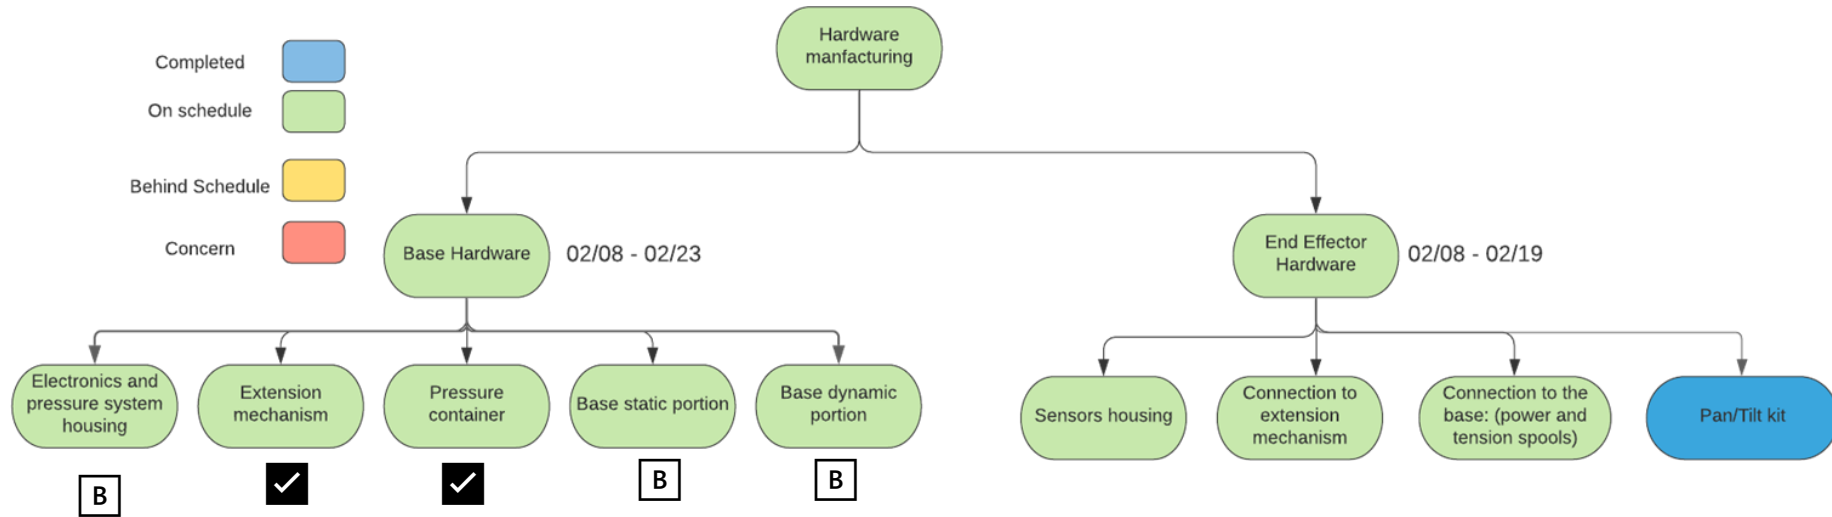 Hardware
manfacturing
Completed
On schedule
Behind Schedule
Concern
Base Hardware
02/08 - 02/23
End Effector
Hardware
02/08 - 02/19
Electronics and
pressure system
housing
Extension
mechanism
Pressure
container
Base static portion
Base dynamic
portion
Sensors housing
Connection to
extension
mechanism
Connection to the
base: (power and
tension spools)
Pan/Tilt kit
B
B
B